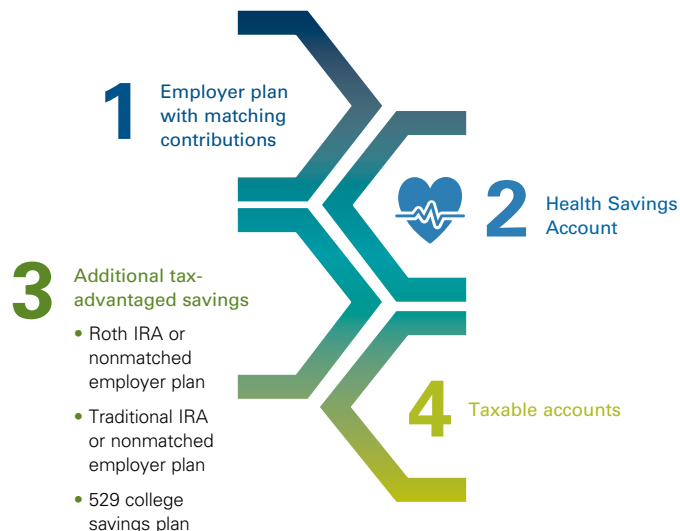 1
Employer plan
with matching
contributions
2
Health Savings
Account
3
Additional tax-
advantaged savings
• Roth IRA or
nonmatched
employer plan
• Traditional IRA
or nonmatched
employer plan
• 529 college
savings plan
4
Taxable accounts